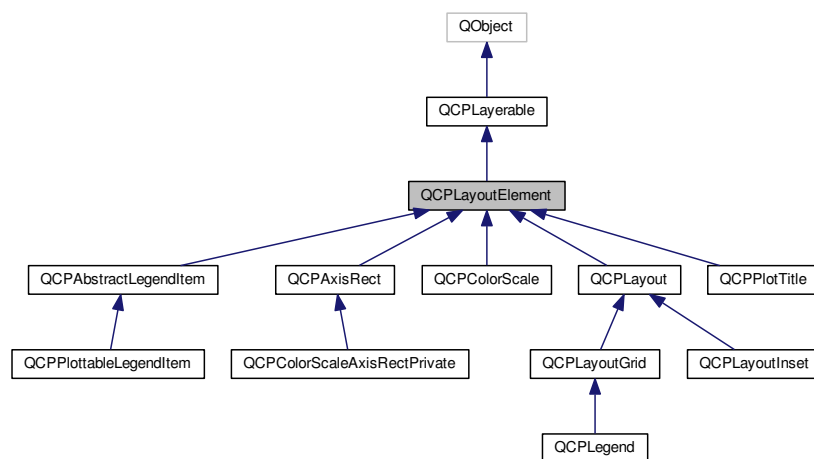 QObject
QCPLayerable
QCPLayoutElement
QCPAbstractLegendItem
QCPAxisRect
QCPColorScale
QCPLayout
QCPPlotTitle
QCPPlottableLegendItem
QCPColorScaleAxisRectPrivate
QCPLayoutGrid
QCPLayoutInset
QCPLegend